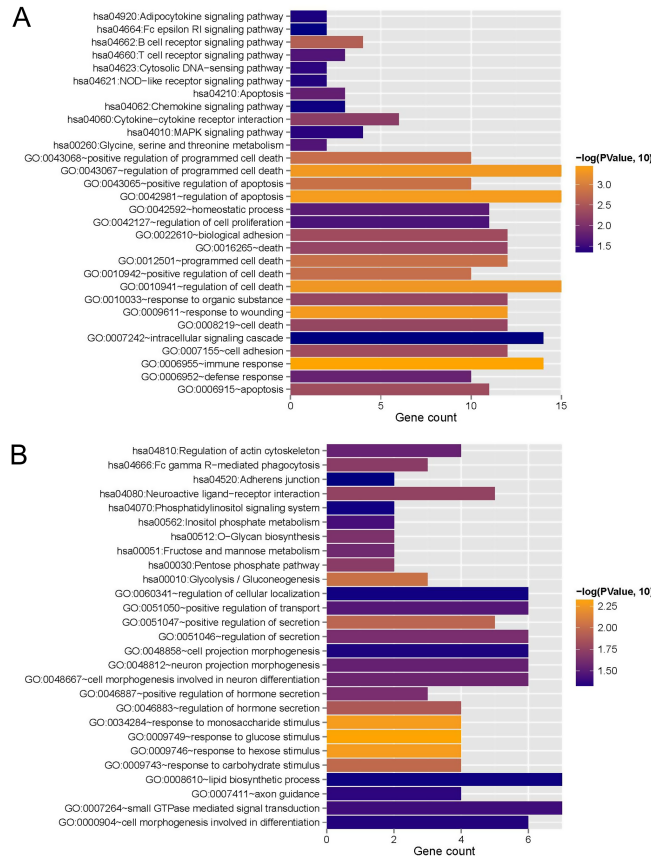 A
hsa04920:Adipocytokine signaling pathway
hsa04664:Fc epsilon RI signaling pathway
hsa04662:B cell receptor signaling pathway
hsa04660:T cell receptor signaling pathway
hsa04623:Cytosolic DNA−sensing pathway
hsa04621:NOD−like receptor signaling pathway
hsa04210:Apoptosis
hsa04062:Chemokine signaling pathway
hsa04060:Cytokine−cytokine receptor interaction
hsa04010:MAPK signaling pathway
hsa00260:Glycine, serine and threonine metabolism
GO:0043068~positive regulation of programmed cell death
GO:0043067~regulation of programmed cell death
GO:0043065~positive regulation of apoptosis
GO:0042981~regulation of apoptosis
GO:0042592~homeostatic process
GO:0042127~regulation of cell proliferation
GO:0022610~biological adhesion
GO:0016265~death
GO:0012501~programmed cell death
GO:0010942~positive regulation of cell death
GO:0010941~regulation of cell death
GO:0010033~response to organic substance
GO:0009611~response to wounding
GO:0008219~cell death
GO:0007242~intracellular signaling cascade
GO:0007155~cell adhesion
GO:0006955~immune response
GO:0006952~defense response
GO:0006915~apoptosis
0 5 10 15
Gene count
−log(PValue, 10)
3.0
2.5
2.0
1.5
B
hsa04810:Regulation of actin cytoskeleton
hsa04666:Fc gamma R−mediated phagocytosis
hsa04520:Adherens junction
hsa04080:Neuroactive ligand−receptor interaction
hsa04070:Phosphatidylinositol signaling system
hsa00562:Inositol phosphate metabolism
hsa00512:O−Glycan biosynthesis
hsa00051:Fructose and mannose metabolism
hsa00030:Pentose phosphate pathway
hsa00010:Glycolysis / Gluconeogenesis
GO:0060341~regulation of cellular localization
GO:0051050~positive regulation of transport
GO:0051047~positive regulation of secretion
GO:0051046~regulation of secretion
GO:0048858~cell projection morphogenesis
GO:0048812~neuron projection morphogenesis
GO:0048667~cell morphogenesis involved in neuron differentiation
GO:0046887~positive regulation of hormone secretion
GO:0046883~regulation of hormone secretion
GO:0034284~response to monosaccharide stimulus
GO:0009749~response to glucose stimulus
GO:0009746~response to hexose stimulus
GO:0009743~response to carbohydrate stimulus
GO:0008610~lipid biosynthetic process
GO:0007411~axon guidance
GO:0007264~small GTPase mediated signal transduction
GO:0000904~cell morphogenesis involved in differentiation
0 2 4 6
Gene count
−log(PValue, 10)
2.25
2.00
1.75
1.50